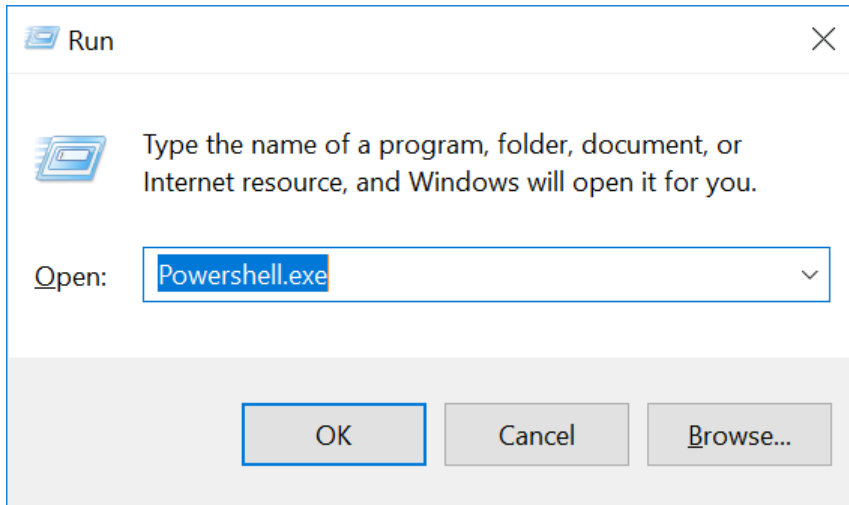 Run
Type the name of a program, folder, document, or
Internet resource, and Windows will open it for you.
Open: Powershell.exe
OK Cancel Browse...